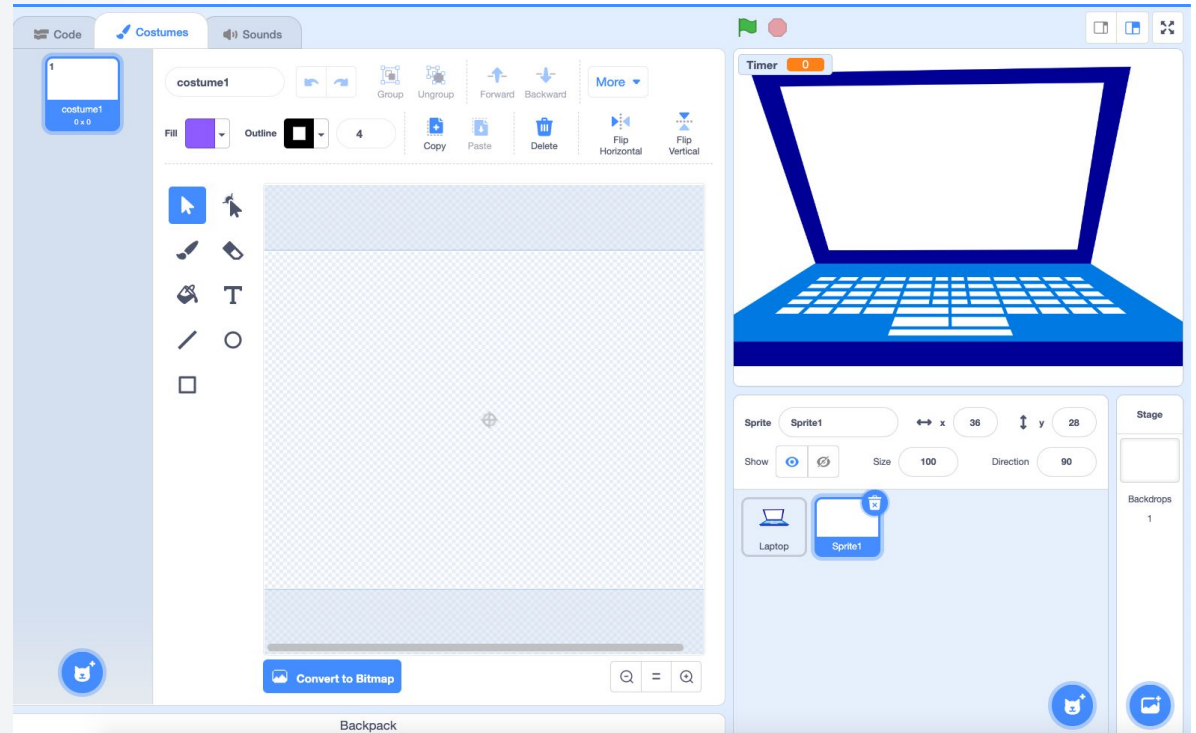 Code
Costumes
Sounds
1
costume1
0 x 0
costume1
Group
Ungroup
Forward
Backward
More
Fill
Outline
4
Copy
Paste
Delete
Flip
Horizontal
Flip
Vertical
Convert to Bitmap
Backpack
Timer 0
Sprite
Sprite1
x
36
y
28
Show
Size
100
Direction
90
Laptop
Sprite1
Stage
Backdrops
1